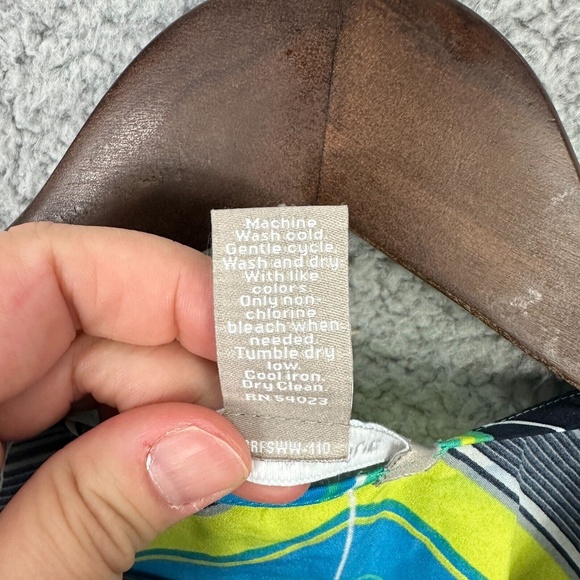 Machine
Wash cold.
Gentle cycle.
Wash and dry
With like
colors.
Only non-
chlorine
bleach when
needed.
Tumble dry
low.
Cool iron.
Dry Clean.
RN 54023